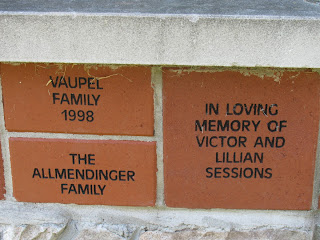 VAUPEL
FAMILY
1998
THE
ALLMENDINGER
FAMILY
IN LOVING
MEMORY OF
VICTOR AND
LILLIAN
SESSIONS